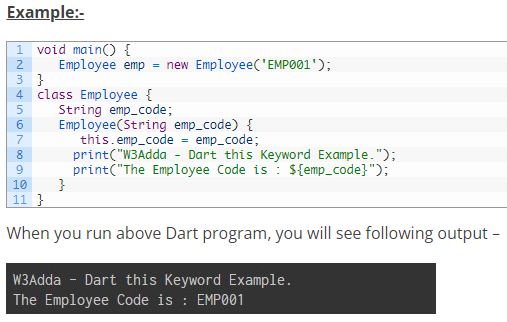 Example:-
1 void main() {
2 Employee emp = new Employee('EMP001');
3 }
4 class Employee {
5 String emp_code;
6 Employee(String emp_code) {
7 this.emp_code = emp_code;
8 print("W3Adda - Dart this Keyword Example.");
9 print("The Employee Code is : ${emp_code}");
10 }
11 }
When you run above Dart program, you will see following output –
W3Adda - Dart this Keyword Example.
The Employee Code is : EMP001